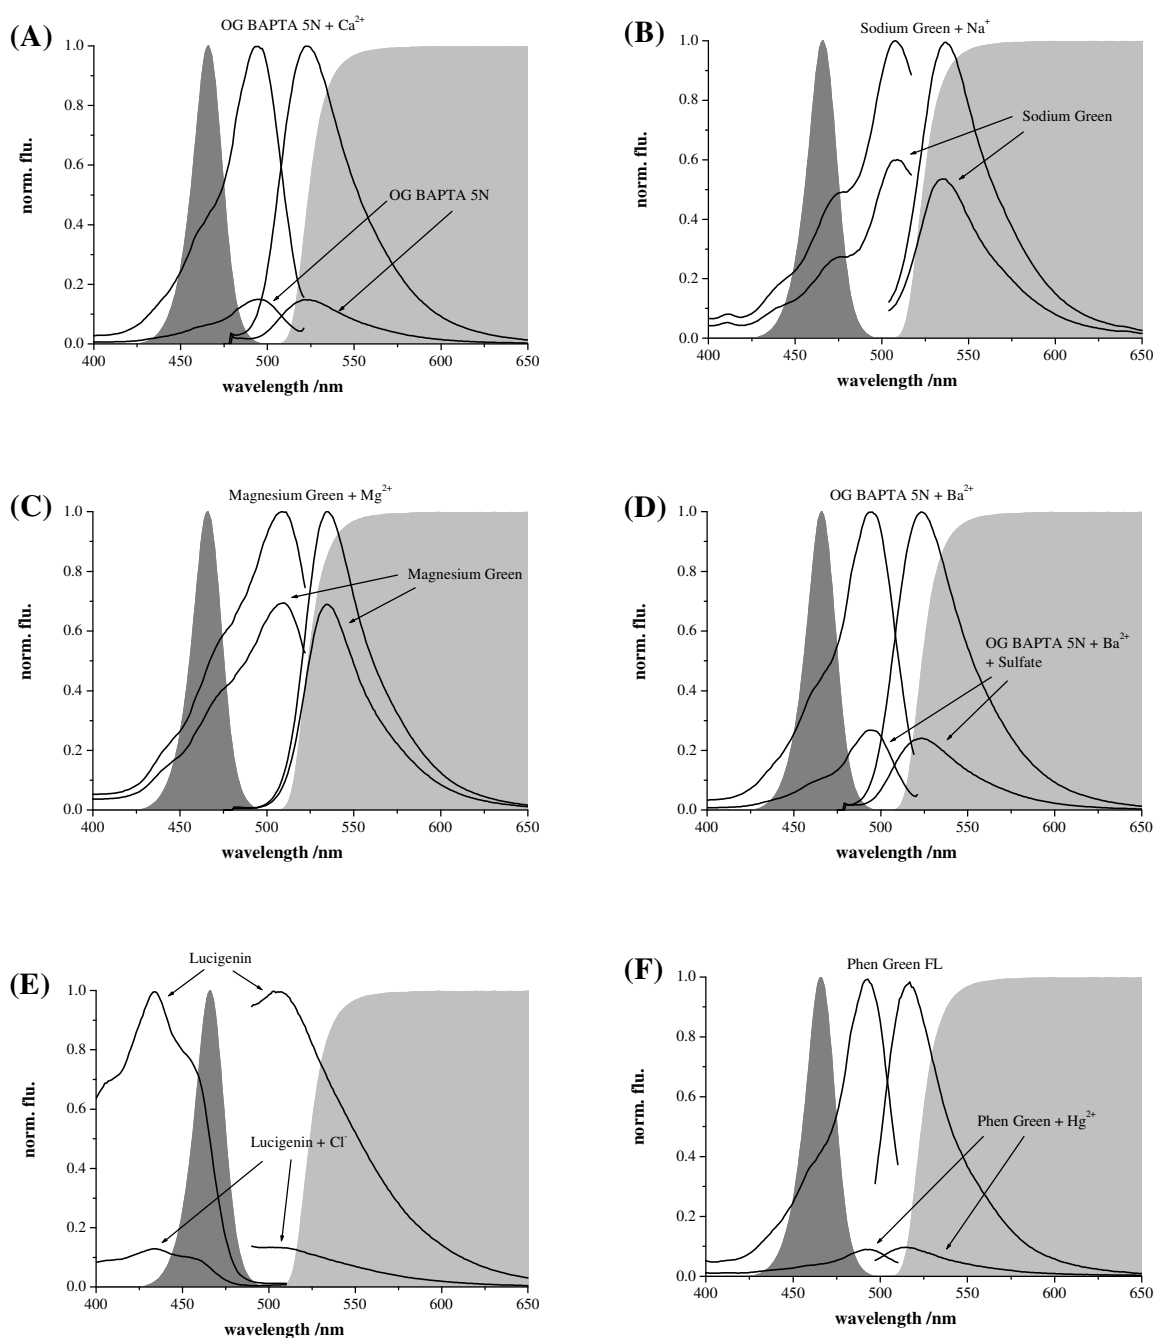 (A)
OG BAPTA 5N + Ca²⁺
norm. flu.
1.0
0.8
0.6
0.4
0.2
0.0
OG BAPTA 5N
400 450 500 550 600 650
wavelength /nm
(B)
Sodium Green + Na⁺
norm. flu.
1.0
0.8
0.6
0.4
0.2
0.0
Sodium Green
400 450 500 550 600 650
wavelength /nm
(C)
Magnesium Green + Mg²⁺
norm. flu.
1.0
0.8
0.6
0.4
0.2
0.0
Magnesium Green
400 450 500 550 600 650
wavelength /nm
(D)
OG BAPTA 5N + Ba²⁺
norm. flu.
1.0
0.8
0.6
0.4
0.2
0.0
OG BAPTA 5N + Ba²⁺
+ Sulfate
400 450 500 550 600 650
wavelength /nm
(E)
Lucigenin
norm. flu.
1.0
0.8
0.6
0.4
0.2
0.0
Lucigenin + Cl⁻
400 450 500 550 600 650
wavelength /nm
(F)
Phen Green FL
norm. flu.
1.0
0.8
0.6
0.4
0.2
0.0
Phen Green + Hg²⁺
400 450 500 550 600 650
wavelength /nm